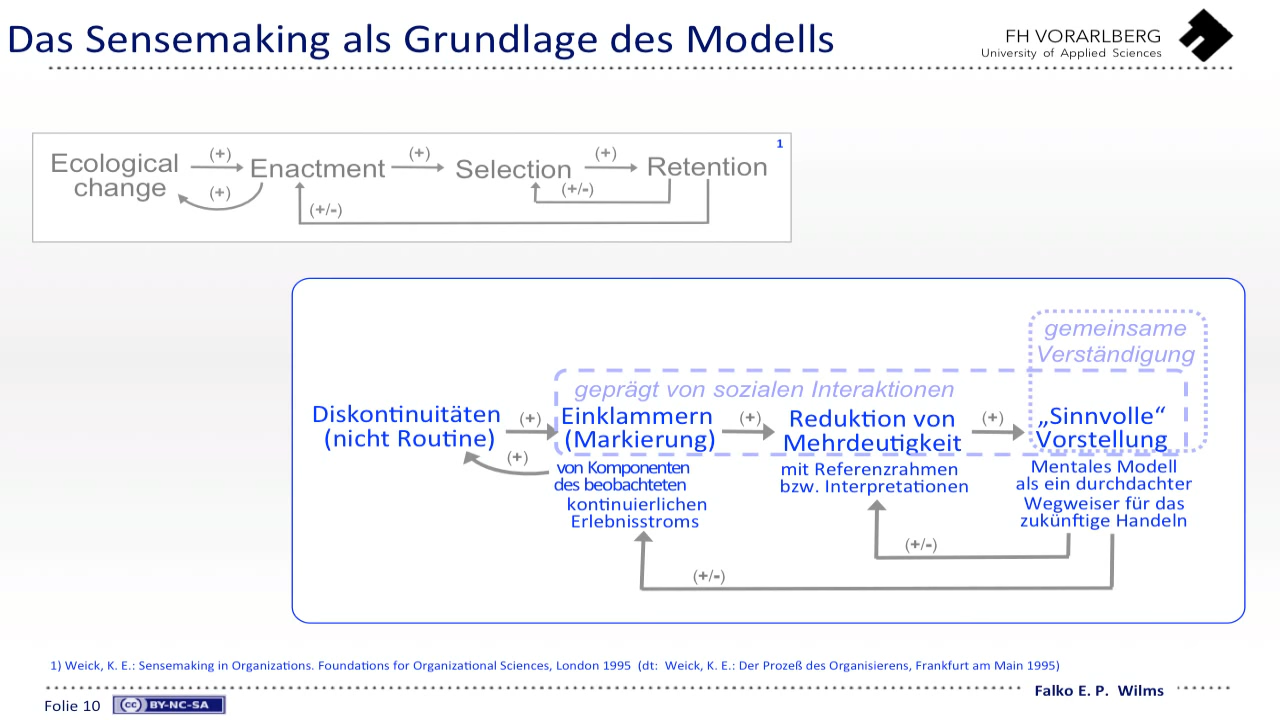 Das Sensemaking als Grundlage des Modells
FH VORARLBERG
University of Applied Sciences
1
Ecological
change
(+)
(+)
Enactment
(+)
Selection
(+)
Retention
(+/-)
(+/-)
gemeinsame
Verständigung
geprägt von sozialen Interaktionen
Diskontinuitäten
(nicht Routine)
(+)
(+)
Einklammern
(Markierung)
von Komponenten
des beobachteten
kontinuierlichen
Erlebnisstroms
(+)
Reduktion von
Mehrdeutigkeit
mit Referenzrahmen
bzw. Interpretationen
(+)
„Sinnvolle“
Vorstellung
Mentales Modell
als ein durchdachter
Wegweiser für das
zukünftige Handeln
(+/-)
(+/-)
1) Weick, K. E.: Sensemaking in Organizations. Foundations for Organizational Sciences, London 1995 (dt: Weick, K. E.: Der Prozeß des Organisierens, Frankfurt am Main 1995)
Falko E. P. Wilms
Folie 10
cc BY-NC-SA